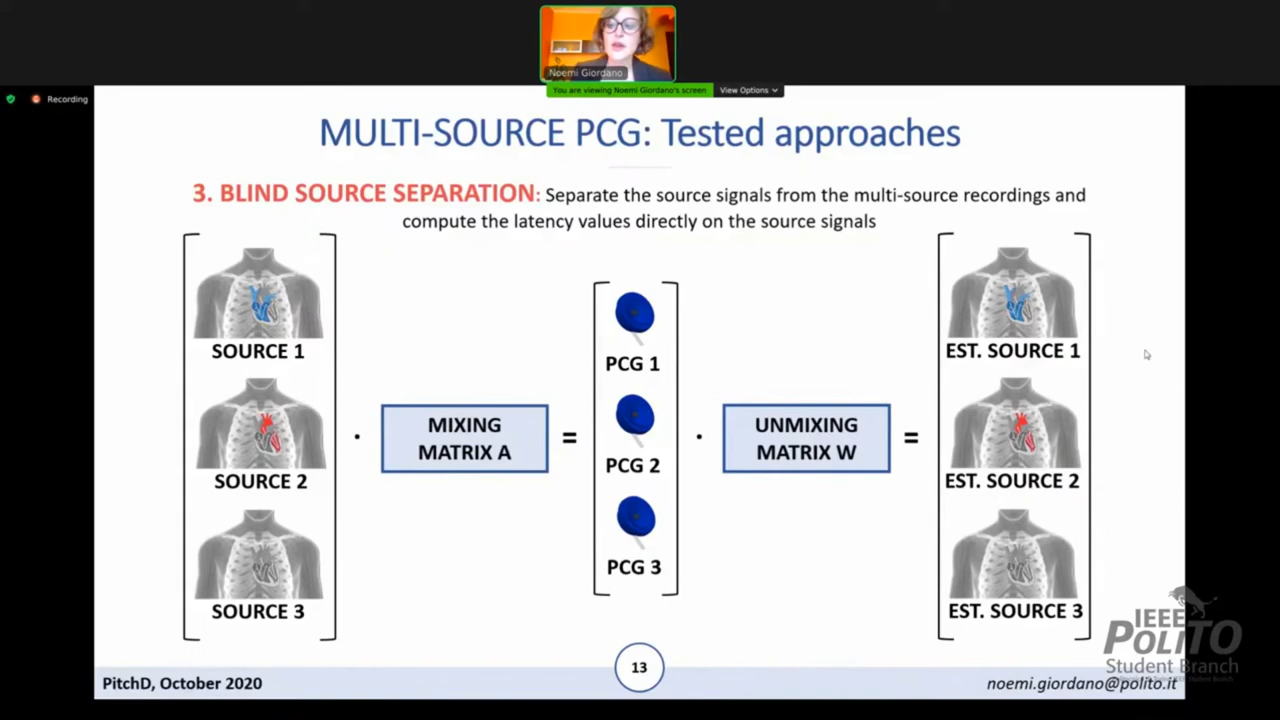 Noemi Giordano
You are viewing Noemi Giordano's screen
View Options
Recording
MULTI-SOURCE PCG: Tested approaches
3. BLIND SOURCE SEPARATION: Separate the source signals from the multi-source recordings and
compute the latency values directly on the source signals
SOURCE 1
SOURCE 2
SOURCE 3
MIXING
MATRIX A
=
PCG 1
PCG 2
PCG 3
UNMIXING
MATRIX W
=
EST. SOURCE 1
EST. SOURCE 2
EST. SOURCE 3
IEEE
POLITO
Student Branch
PitchD, October 2020
13
noemi.giordano@polito.it